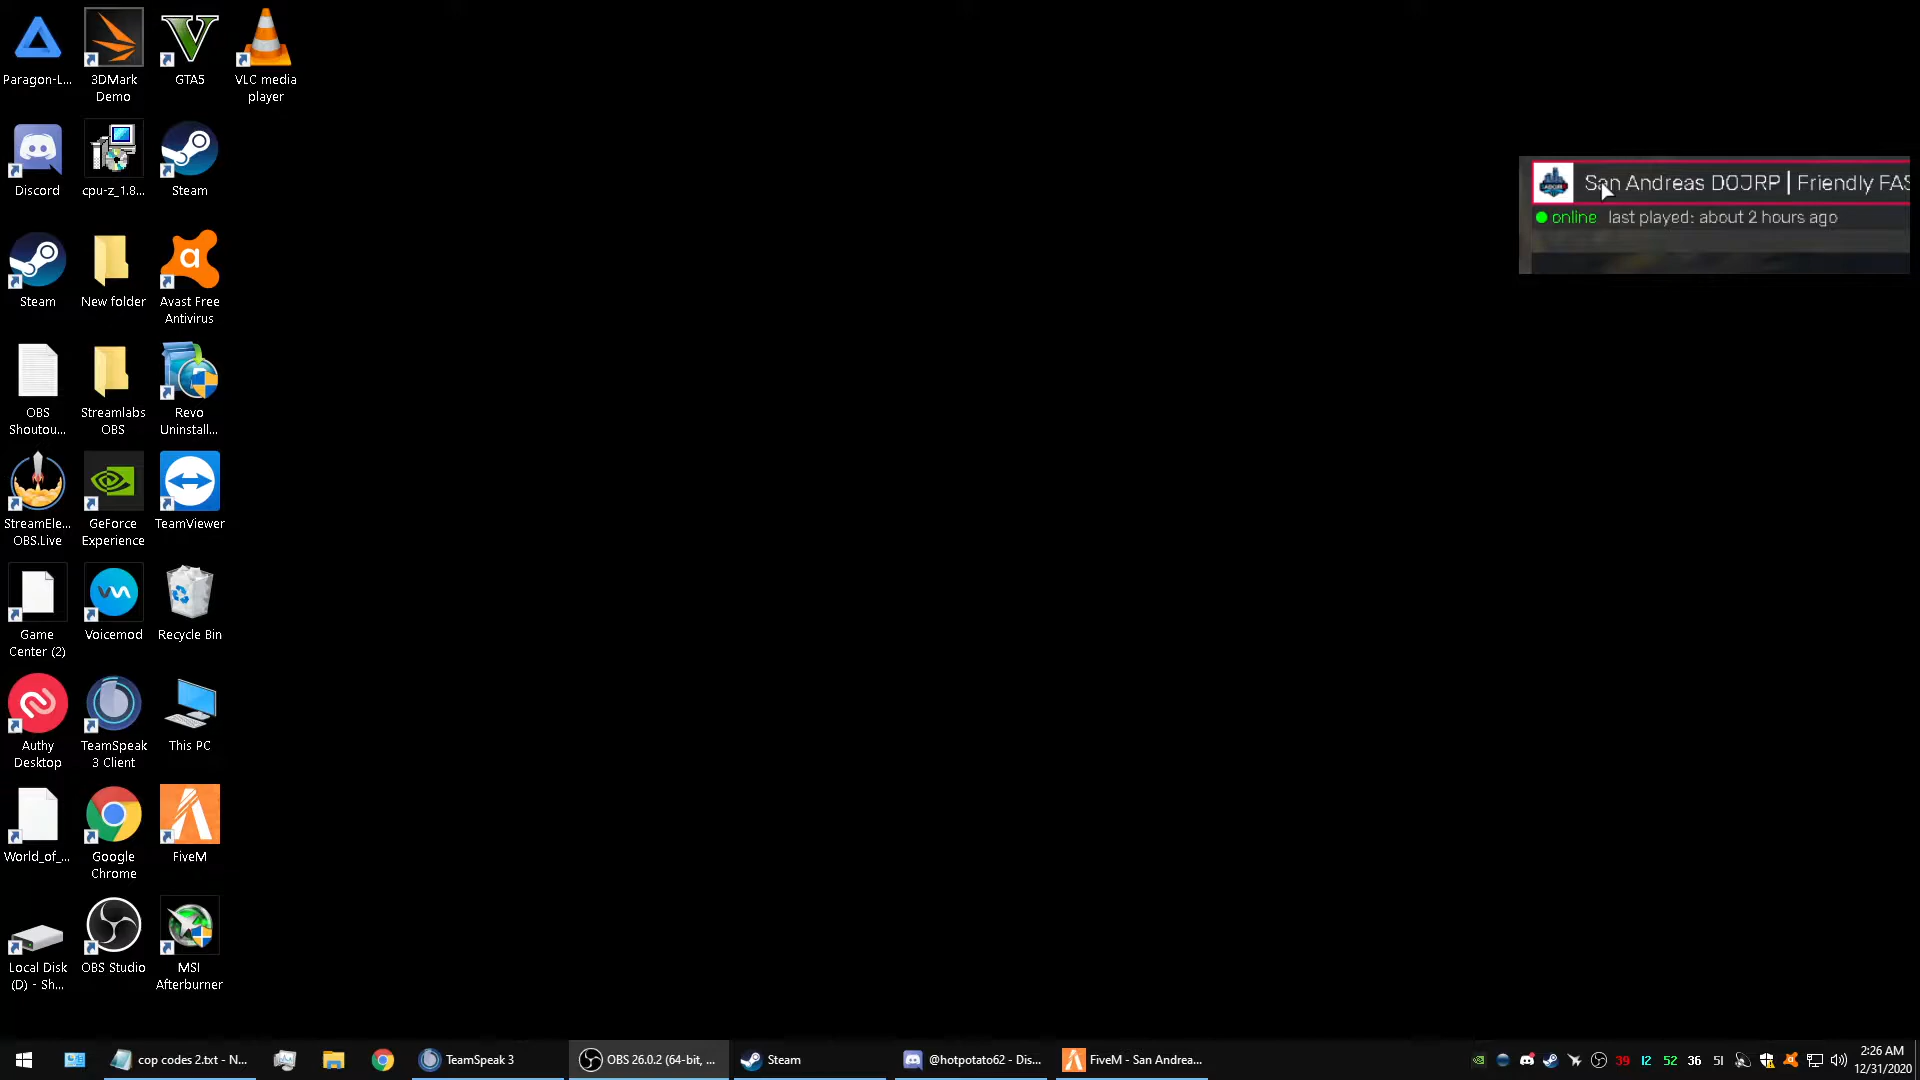 Paragon-L...
3DMark
Demo
GTA5
VLC media
player
Discord
cpu-z_1.8...
Steam
Steam
New folder
Avast Free
Antivirus
OBS
Shoutou...
Streamlabs
OBS
Revo
Uninstall...
StreamEle...
OBS.Live
GeForce
Experience
TeamViewer
Game
Center (2)
Voicemod
Recycle Bin
Authy
Desktop
TeamSpeak
3 Client
This PC
World_of_...
Google
Chrome
FiveM
Local Disk
(D) - Sh...
OBS Studio
MSI
Afterburner
San Andreas DOJRP | Friendly FAS
online last played: about 2 hours ago
cop codes 2.txt - N...
TeamSpeak 3
OBS 26.0.2 (64-bit, ...
Steam
@hotpotato62 - Dis...
FiveM - San Andrea...
39 12 52 36 51
2:26 AM
12/31/2020